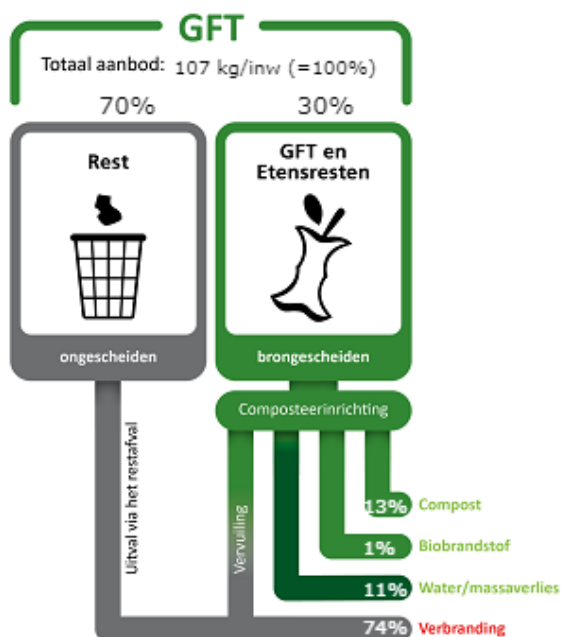 GFT
Totaal aanbod: 107 kg/inw (=100%)
70%
30%
Rest
GFT en
Etensresten
ongescheiden
brongescheiden
Composteerinrichting
Uitval via het restafval
Vervuiling
13% Compost
1% Biobrandstof
11% Water/massaverlies
74% Verbranding